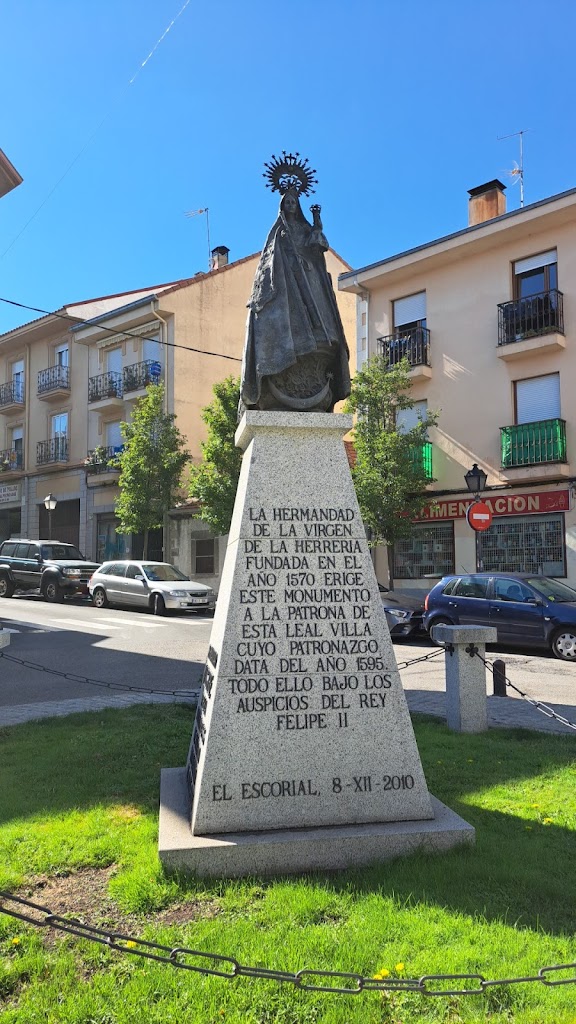 LA HERMANDAD
DE LA VIRGEN
DE LA HERRERIA
FUNDADA EN EL
AÑO 1570 ERIGE
ESTE MONUMENTO
A LA PATRONA DE
ESTA LEAL VILLA
CUYO PATRONAZGO
DATA DEL AÑO 1595.
TODO ELLO BAJO LOS
AUSPICIOS DEL REY
FELIPE II
EL ESCORIAL, 8-XII-2010
ALIMENTACION